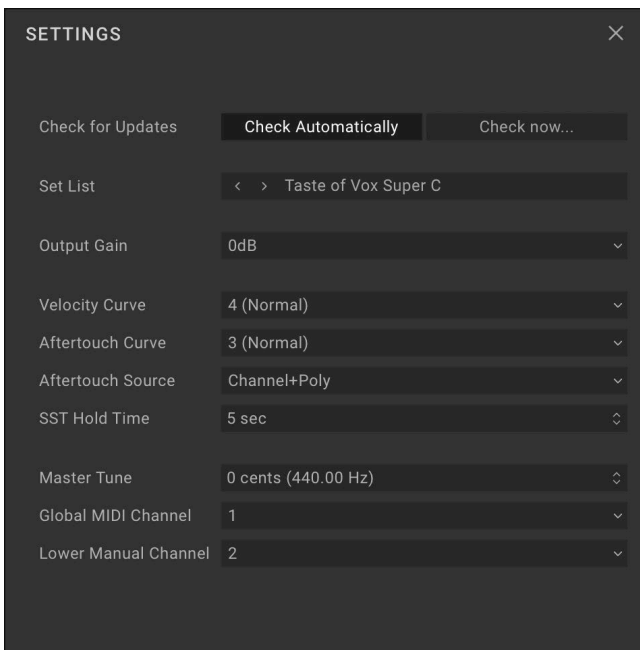 SETTINGS
Check for Updates Check Automatically Check now...
Set List < > Taste of Vox Super C
Output Gain 0dB
Velocity Curve 4 (Normal)
Aftertouch Curve 3 (Normal)
Aftertouch Source Channel+Poly
SST Hold Time 5 sec
Master Tune 0 cents (440.00 Hz)
Global MIDI Channel 1
Lower Manual Channel 2